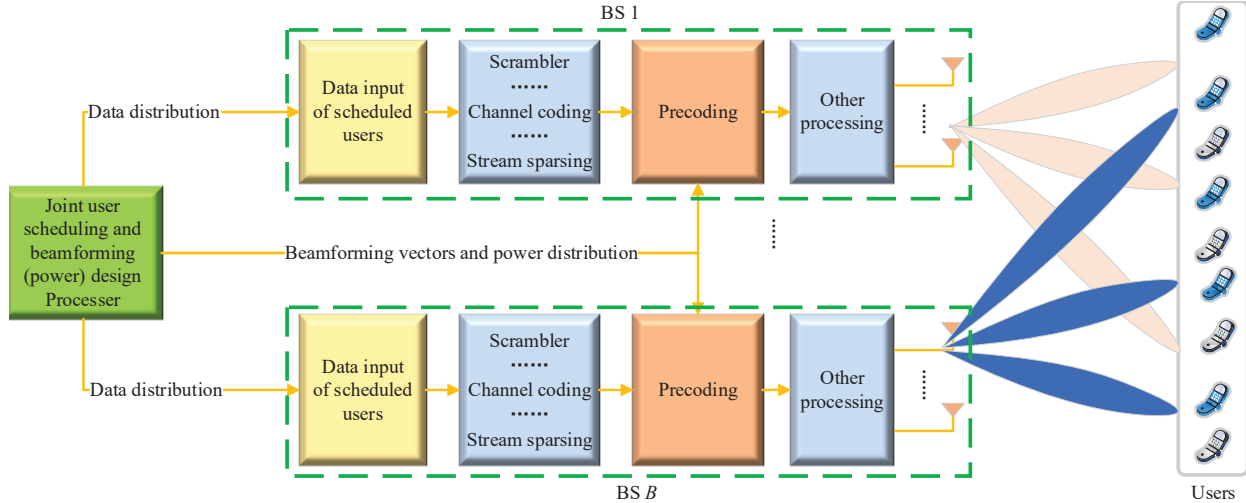 BS 1
Data input
of scheduled
users
Scrambler
......
Channel coding
......
Stream sparsing
Precoding
Other
processing
......
Data distribution
Joint user
scheduling and
beamforming
(power) design
Processer
Beamforming vectors and power distribution
......
Data distribution
Data input
of scheduled
users
Scrambler
......
Channel coding
......
Stream sparsing
Precoding
Other
processing
......
BS B
Users